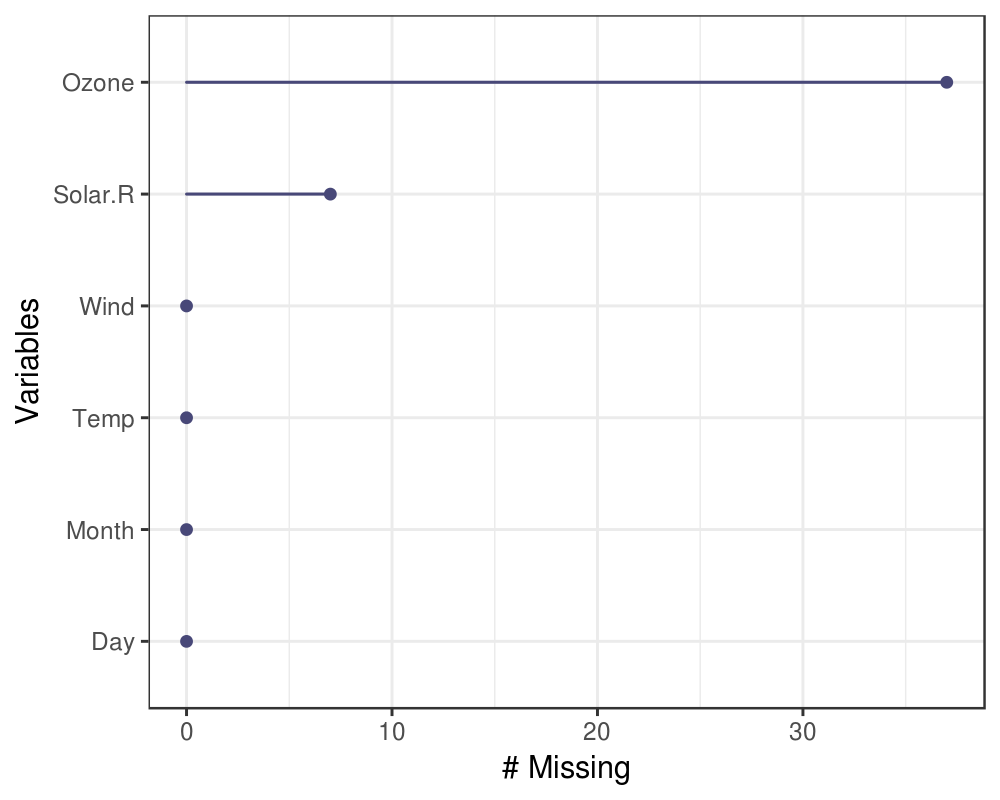 Variables
Ozone
Solar.R
Wind
Temp
Month
Day
0 10 20 30
# Missing